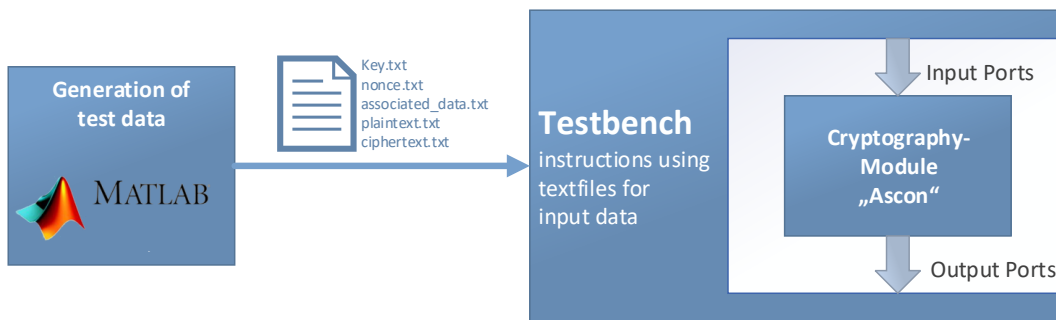 Generation of
test data
MATLAB
Key.txt
nonce.txt
associated_data.txt
plaintext.txt
ciphertext.txt
Testbench
instructions using
textfiles for
input data
Input Ports
Cryptography-
Module
„Ascon“
Output Ports